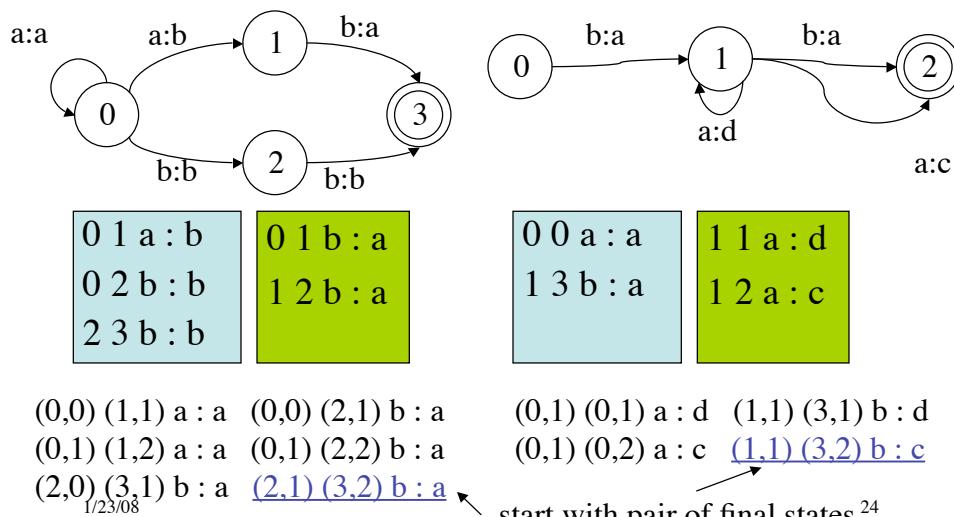 a:a
a:b
1
b:a
0
3
b:b
2
b:b
0
b:a
1
b:a
2
a:d
a:c
0 1 a : b
0 2 b : b
2 3 b : b
0 1 b : a
1 2 b : a
0 0 a : a
1 3 b : a
1 1 a : d
1 2 a : c
(0,0) (1,1) a : a (0,0) (2,1) b : a
(0,1) (1,2) a : a (0,1) (2,2) b : a
(2,0) (3,1) b : a (2,1) (3,2) b : a
(0,1) (0,1) a : d (1,1) (3,1) b : d
(0,1) (0,2) a : c (1,1) (3,2) b : c
1/23/08
start with pair of final states
24